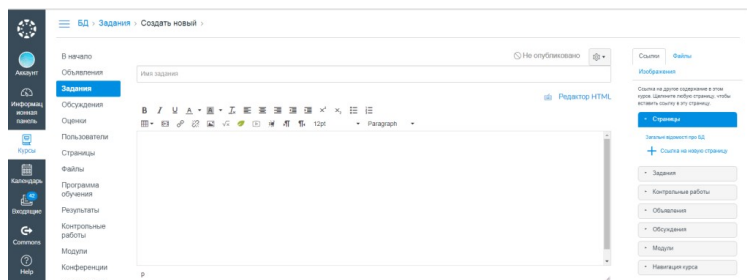 БД › Задания › Создать новый ›
Аккаунт
Информац
ионная
панель
Курсы
Календарь
42
Входящие
Commons
Help
В начало
Объявления
Задания
Обсуждения
Оценки
Пользователи
Страницы
Файлы
Программа
обучения
Результаты
Контрольные
работы
Модули
Конференции
Не опубликовано
Имя задания
Редактор HTML
B I U A A
12pt Paragraph
p
Ссылки Файлы
Изображения
Ссылка на другое содержание в этом
курсе. Щелкните любую страницу, чтобы
вставить ссылку в эту страницу.
Страницы
Загальні відомості про БД
Ссылка на новую страницу
Задания
Контрольные работы
Объявления
Обсуждения
Модули
Навигация курса